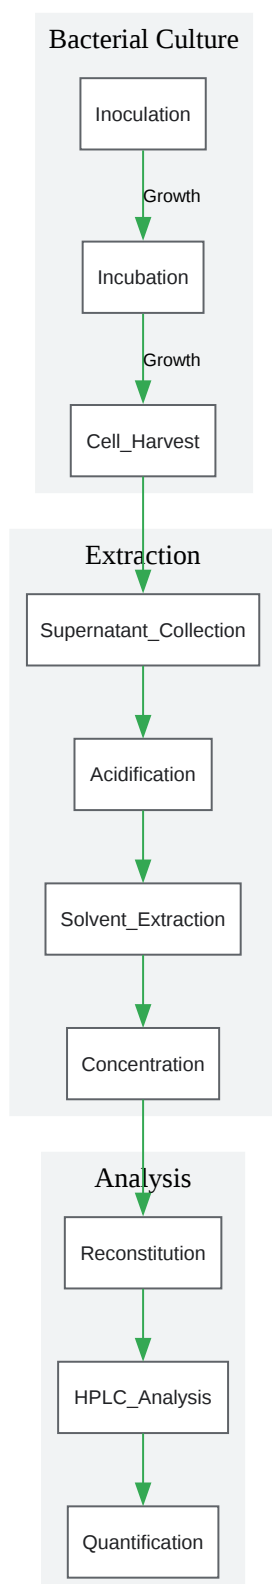 Bacterial Culture
Inoculation
Growth
Incubation
Growth
Cell_Harvest
Extraction
Supernatant_Collection
Acidification
Solvent_Extraction
Concentration
Analysis
Reconstitution
HPLC_Analysis
Quantification